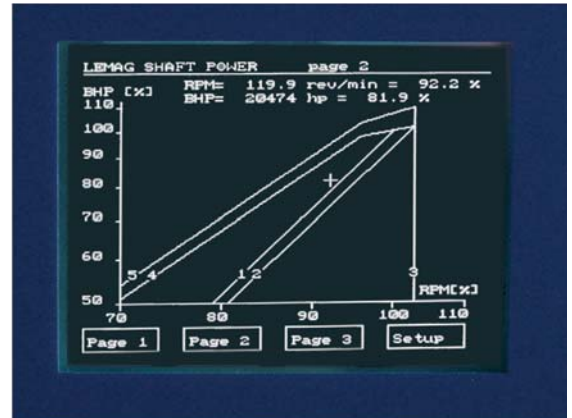 LEMAG SHAFT POWER page 2
RPM= 119.9 rev/min = 92.2 %
BHP [%] BHP= 20474 hp = 81.9 %
110
100
90
80
70
60
5 4 1 2 3
50 RPM[%]
70 80 90 100 110
Page 1 Page 2 Page 3 Setup